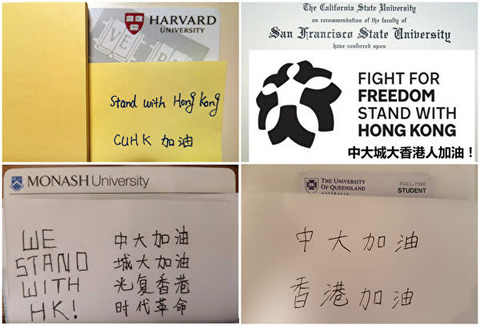 HARVARD
UNIVERSITY
VE RI
Stand with Hong Kong
CUHK 加油
The California State University
on recommendation of the faculty of
San Francisco State University
have conferred upon
FIGHT FOR
FREEDOM
STAND WITH
HONG KONG
中大城大香港人加油！
MONASH University
WE
STAND
WITH
HK!
中大加油
城大加油
光复香港
时代革命
THE UNIVERSITY
OF QUEENSLAND
AUSTRALIA
FULL-TIME
STUDENT
中大加油
香港加油